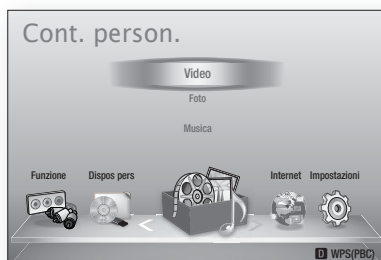 Cont. person.
Video
Foto
Musica
Funzione Dispos pers Internet Impostazioni
D WPS(PBC)